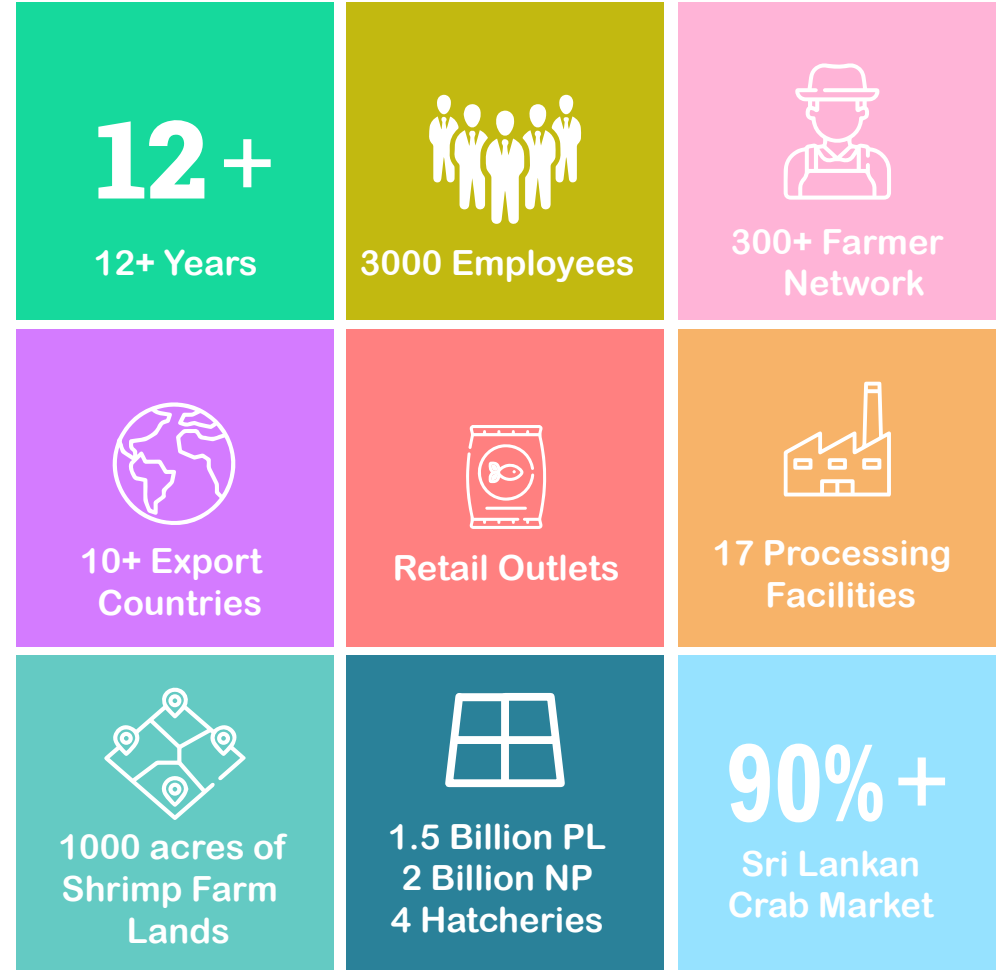 12+
12+ Years
3000 Employees
300+ Farmer
Network
10+ Export
Countries
Retail Outlets
17 Processing
Facilities
1000 acres of
Shrimp Farm
Lands
1.5 Billion PL
2 Billion NP
4 Hatcheries
90%+
Sri Lankan
Crab Market